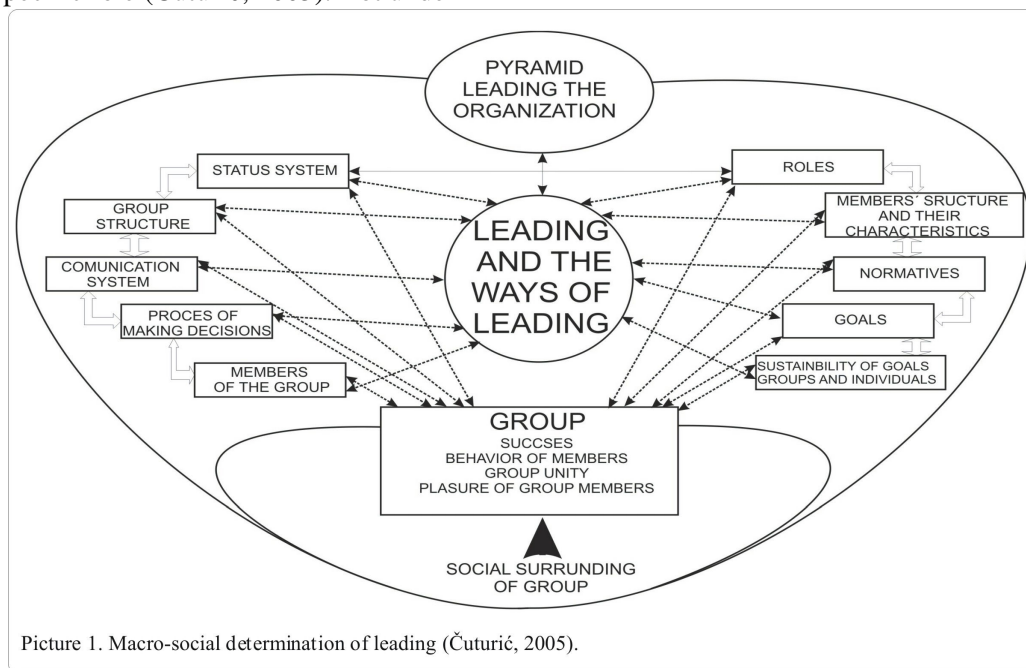 PYRAMID
LEADING THE
ORGANIZATION
STATUS SYSTEM
ROLES
GROUP
STRUCTURE
MEMBERS´ SRUCTURE
AND THEIR
CHARACTERISTICS
LEADING
AND THE
WAYS OF
LEADING
COMUNICATION
SYSTEM
NORMATIVES
PROCES OF
MAKING DECISIONS
GOALS
MEMBERS
OF THE GROUP
SUSTAINBILITY OF GOALS
GROUPS AND INDIVIDUALS
GROUP
SUCCSES
BEHAVIOR OF MEMBERS
GROUP UNITY
PLASURE OF GROUP MEMBERS
SOCIAL SURRUNDING
OF GROUP
Picture 1. Macro-social determination of leading (Čuturić, 2005).